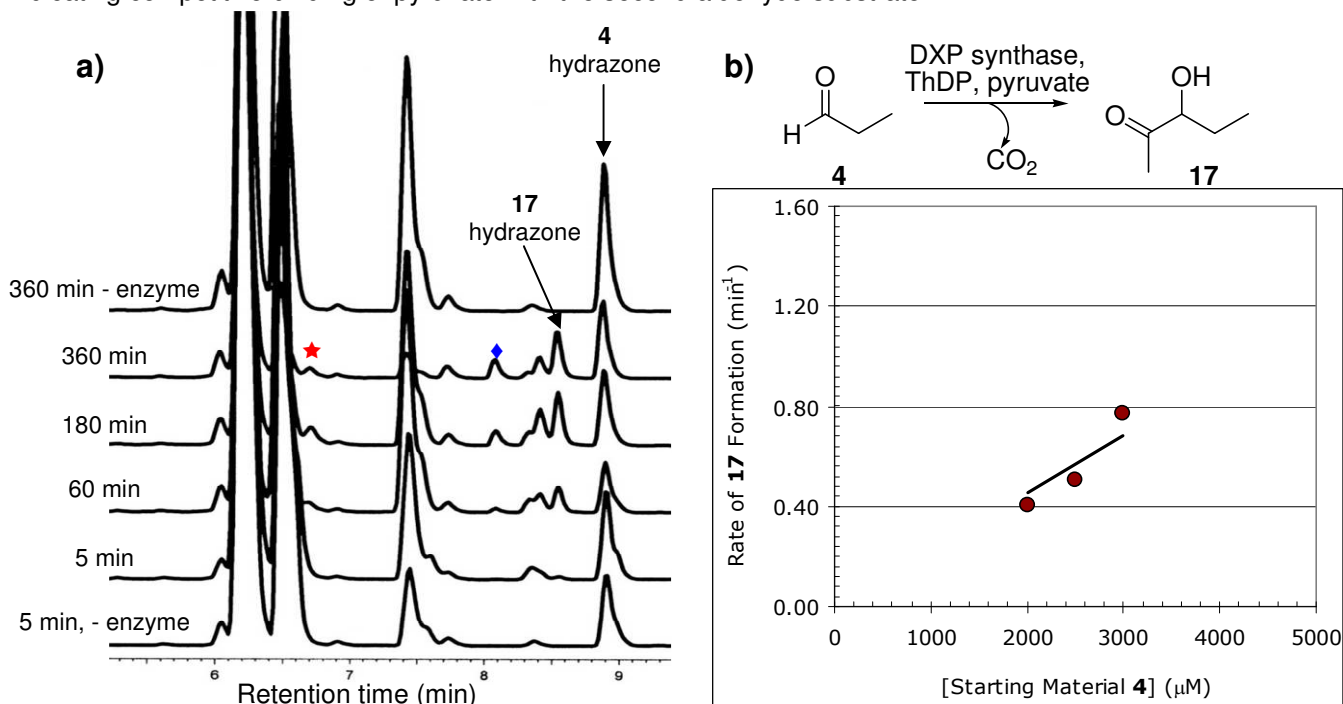 a)
4
hydrazone
17
hydrazone
360 min - enzyme
360 min
180 min
60 min
5 min
5 min, - enzyme
6 7 8 9
Retention time (min)
b)
DXP synthase,
ThDP, pyruvate
CO2
O
H
4
OH
O
17
1.60
1.20
0.80
0.40
0.00
0 1000 2000 3000 4000 5000
Rate of 17 Formation (min-1)
[Starting Material 4] (µM)